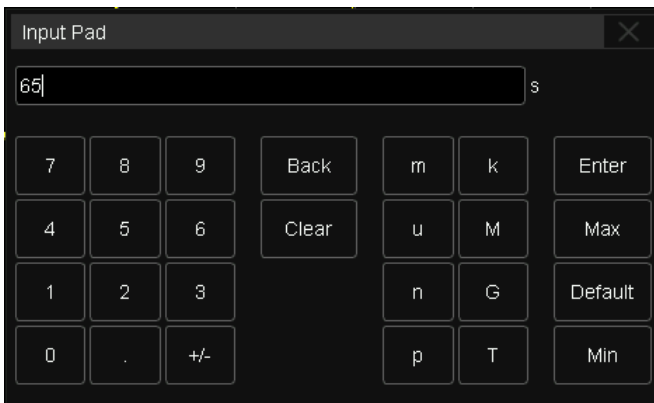 Input Pad
65 s
7 8 9 Back m k Enter
4 5 6 Clear u M Max
1 2 3 n G Default
0 . +/- p T Min